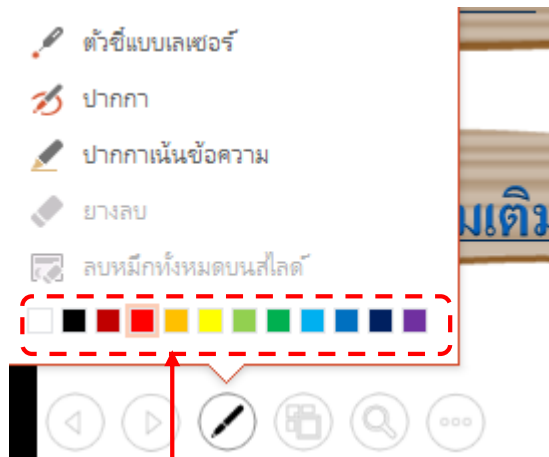 ตัวชี้แบบเลเซอร์
ปากกา
ปากกาเน้นข้อความ
ยางลบ
ลบหมึกทั้งหมดบนสไลด์
มเติม